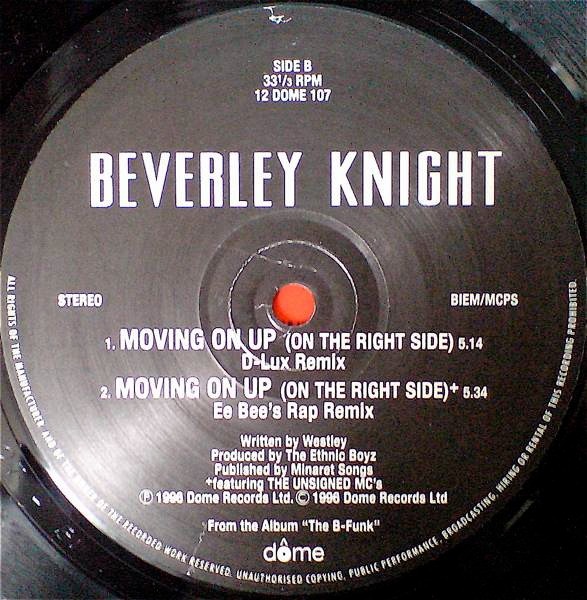 SIDE B
33 1/3 RPM
12 DOME 107
BEVERLEY KNIGHT
STEREO
BIEM/MCPS
1. MOVING ON UP (ON THE RIGHT SIDE) 5.14
D-Lux Remix
2. MOVING ON UP (ON THE RIGHT SIDE)+ 5.34
Ee Bee's Rap Remix
Written by Westley
Produced by The Ethnic Boyz
Published by Minaret Songs
+featuring THE UNSIGNED MC's
℗ 1996 Dome Records Ltd. © 1996 Dome Records Ltd
From the Album "The B-Funk"
dôme
ALL RIGHTS OF THE MANUFACTURER AND OF THE OWNER OF THE RECORDED WORK RESERVED. UNAUTHORISED COPYING, PUBLIC PERFORMANCE, BROADCASTING, HIRING OR RENTAL OF THIS RECORDING PROHIBITED.